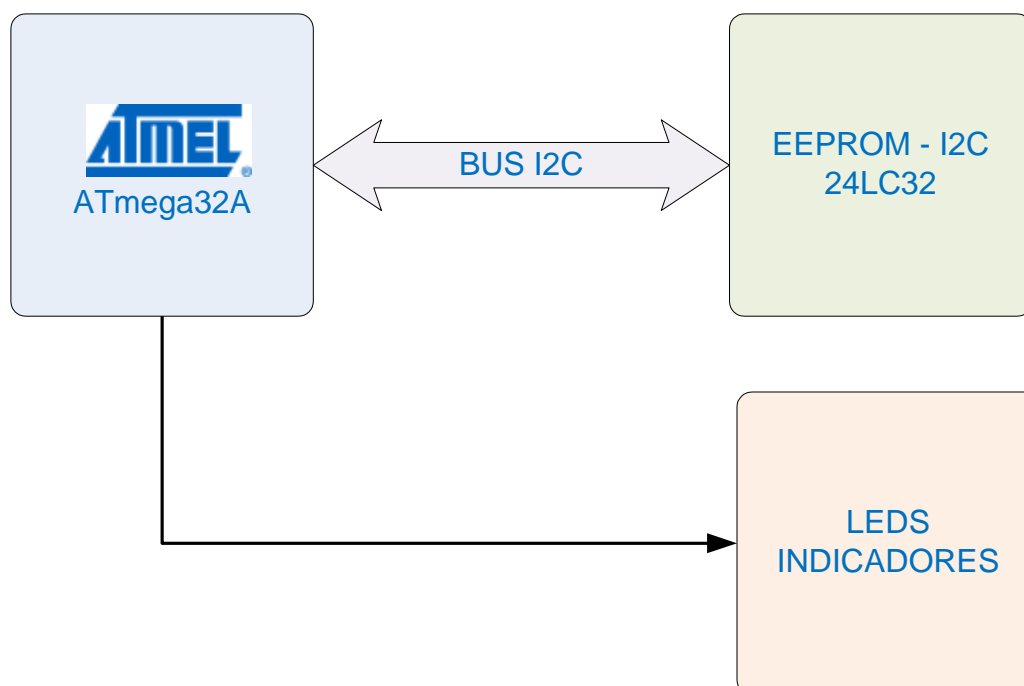 ATMEL
ATmega32A
BUS I2C
EEPROM - I2C
24LC32
LEDS
INDICADORES